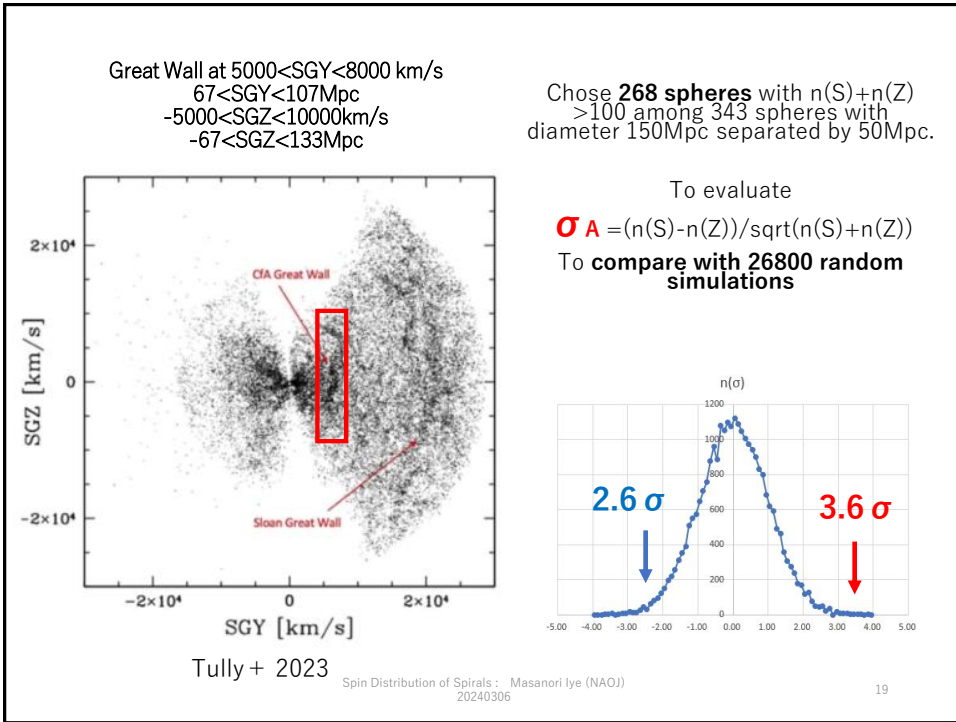 Great Wall at 5000<SGY<8000 km/s
67<SGY<107Mpc
-5000<SGZ<10000km/s
-67<SGZ<133Mpc
Chose 268 spheres with n(S)+n(Z)
>100 among 343 spheres with
diameter 150Mpc separated by 50Mpc.
To evaluate
σ A =(n(S)-n(Z))/sqrt(n(S)+n(Z))
To compare with 26800 random
simulations
CfA Great Wall
Sloan Great Wall
2×10⁴
1×10⁴
0
-2×10⁴
SGZ [km/s]
-2×10⁴
0
2×10⁴
SGY [km/s]
n(σ)
1200
1000
800
600
400
200
0
-5.00 -4.00 -3.00 -2.00 -1.00 0.00 1.00 2.00 3.00 4.00 5.00
2.6 σ
3.6 σ
Tully + 2023
Spin Distribution of Spirals : Masanori Iye (NAOJ)
20240306
19